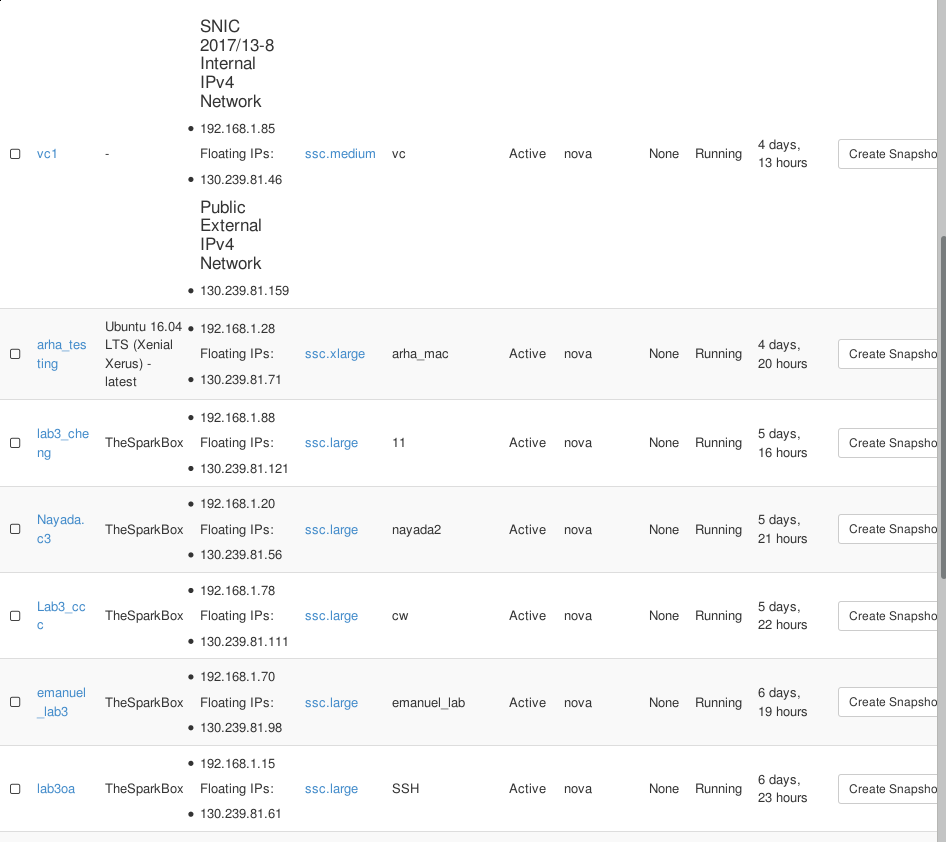 SNIC
2017/13-8
Internal
IPv4
Network
192.168.1.85
vc1 - Floating IPs: ssc.medium vc Active nova None Running 4 days, 13 hours Create Snapsho
130.239.81.46
Public
External
IPv4
Network
130.239.81.159
arha_tes
ting
Ubuntu 16.04
LTS (Xenial
Xerus) -
latest
192.168.1.28
Floating IPs:
130.239.81.71
ssc.xlarge arha_mac Active nova None Running 4 days, 20 hours Create Snapsho
lab3_che
ng
TheSparkBox
192.168.1.88
Floating IPs:
130.239.81.121
ssc.large 11 Active nova None Running 5 days, 16 hours Create Snapsho
Nayada.
c3
TheSparkBox
192.168.1.20
Floating IPs:
130.239.81.56
ssc.large nayada2 Active nova None Running 5 days, 21 hours Create Snapsho
Lab3_cc
c
TheSparkBox
192.168.1.78
Floating IPs:
130.239.81.111
ssc.large cw Active nova None Running 5 days, 22 hours Create Snapsho
emanuel
_lab3
TheSparkBox
192.168.1.70
Floating IPs:
130.239.81.98
ssc.large emanuel_lab Active nova None Running 6 days, 19 hours Create Snapsho
lab3oa
TheSparkBox
192.168.1.15
Floating IPs:
130.239.81.61
ssc.large SSH Active nova None Running 6 days, 23 hours Create Snapsho